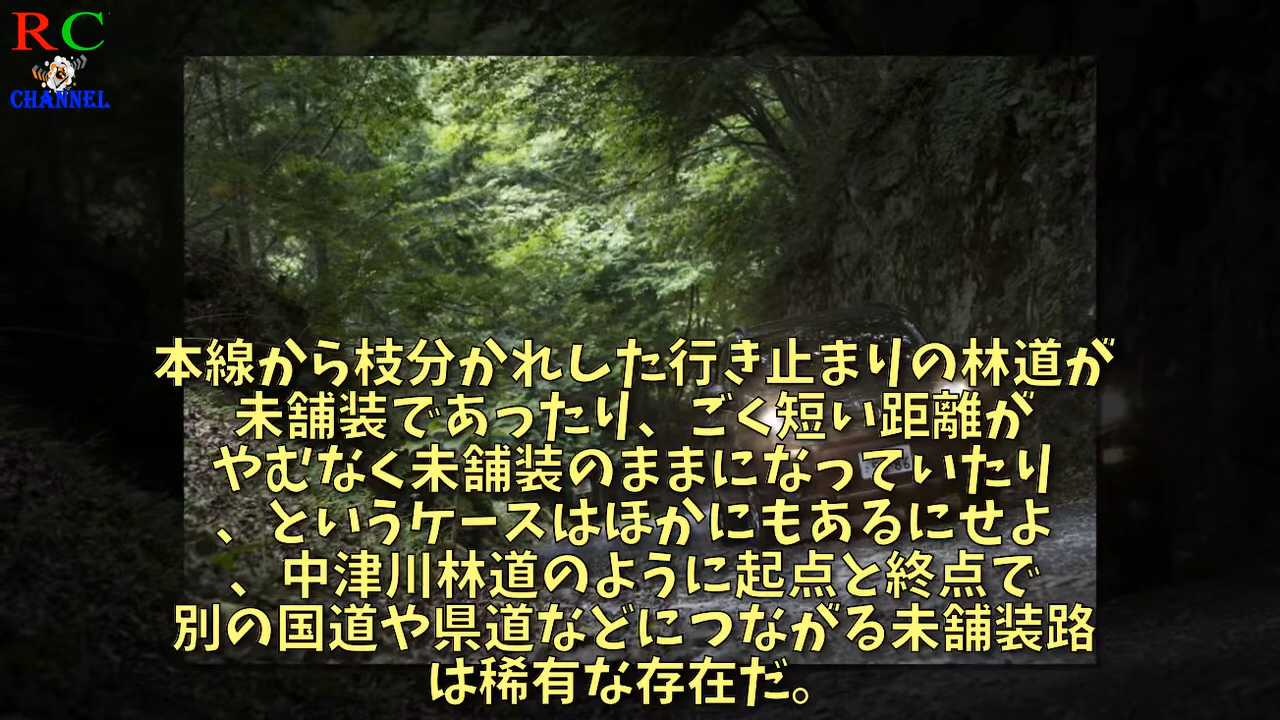 RC
CHANNEL
本線から枝分かれした行き止まりの林道が
未舗装であったり、ごく短い距離が
やむなく未舗装のままになっていたり
、というケースはほかにもあるにせよ
、中津川林道のように起点と終点で
別の国道や県道などにつながる未舗装路
は稀有な存在だ。